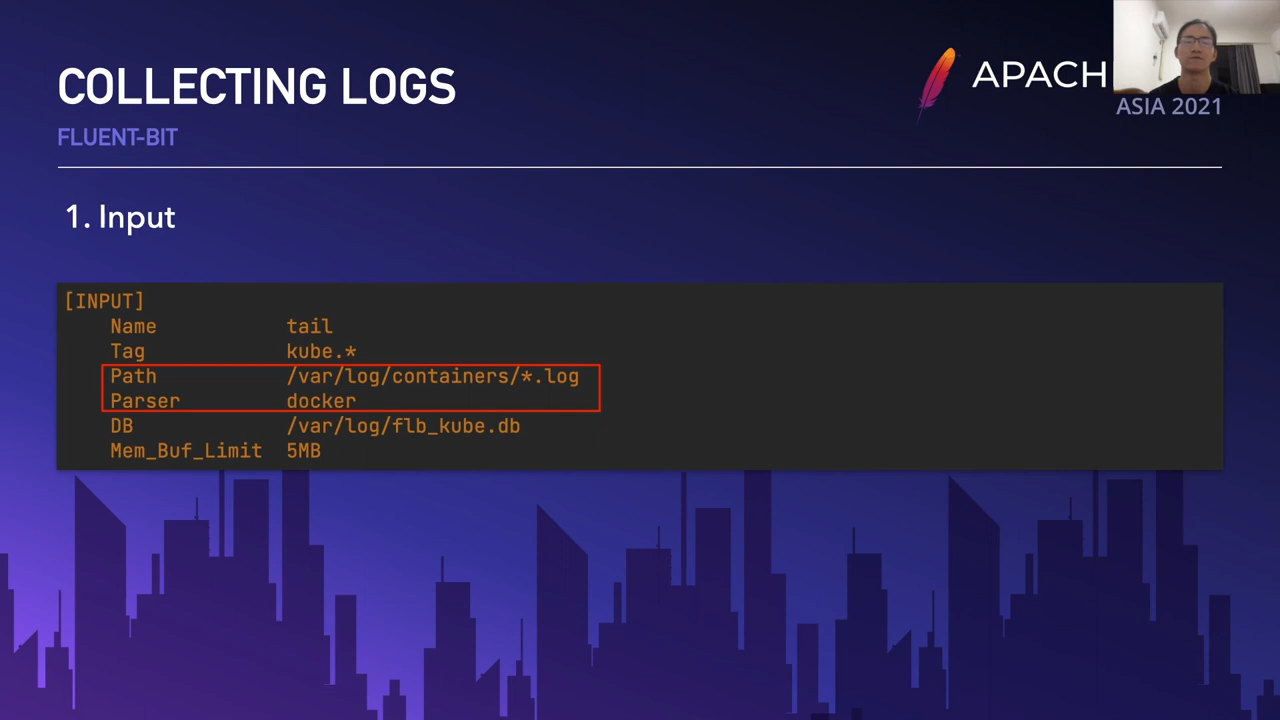 COLLECTING LOGS
FLUENT-BIT
APACH
ASIA 2021
1. Input
[INPUT]
Name tail
Tag kube.*
Path /var/log/containers/*.log
Parser docker
DB /var/log/flb_kube.db
Mem_Buf_Limit 5MB